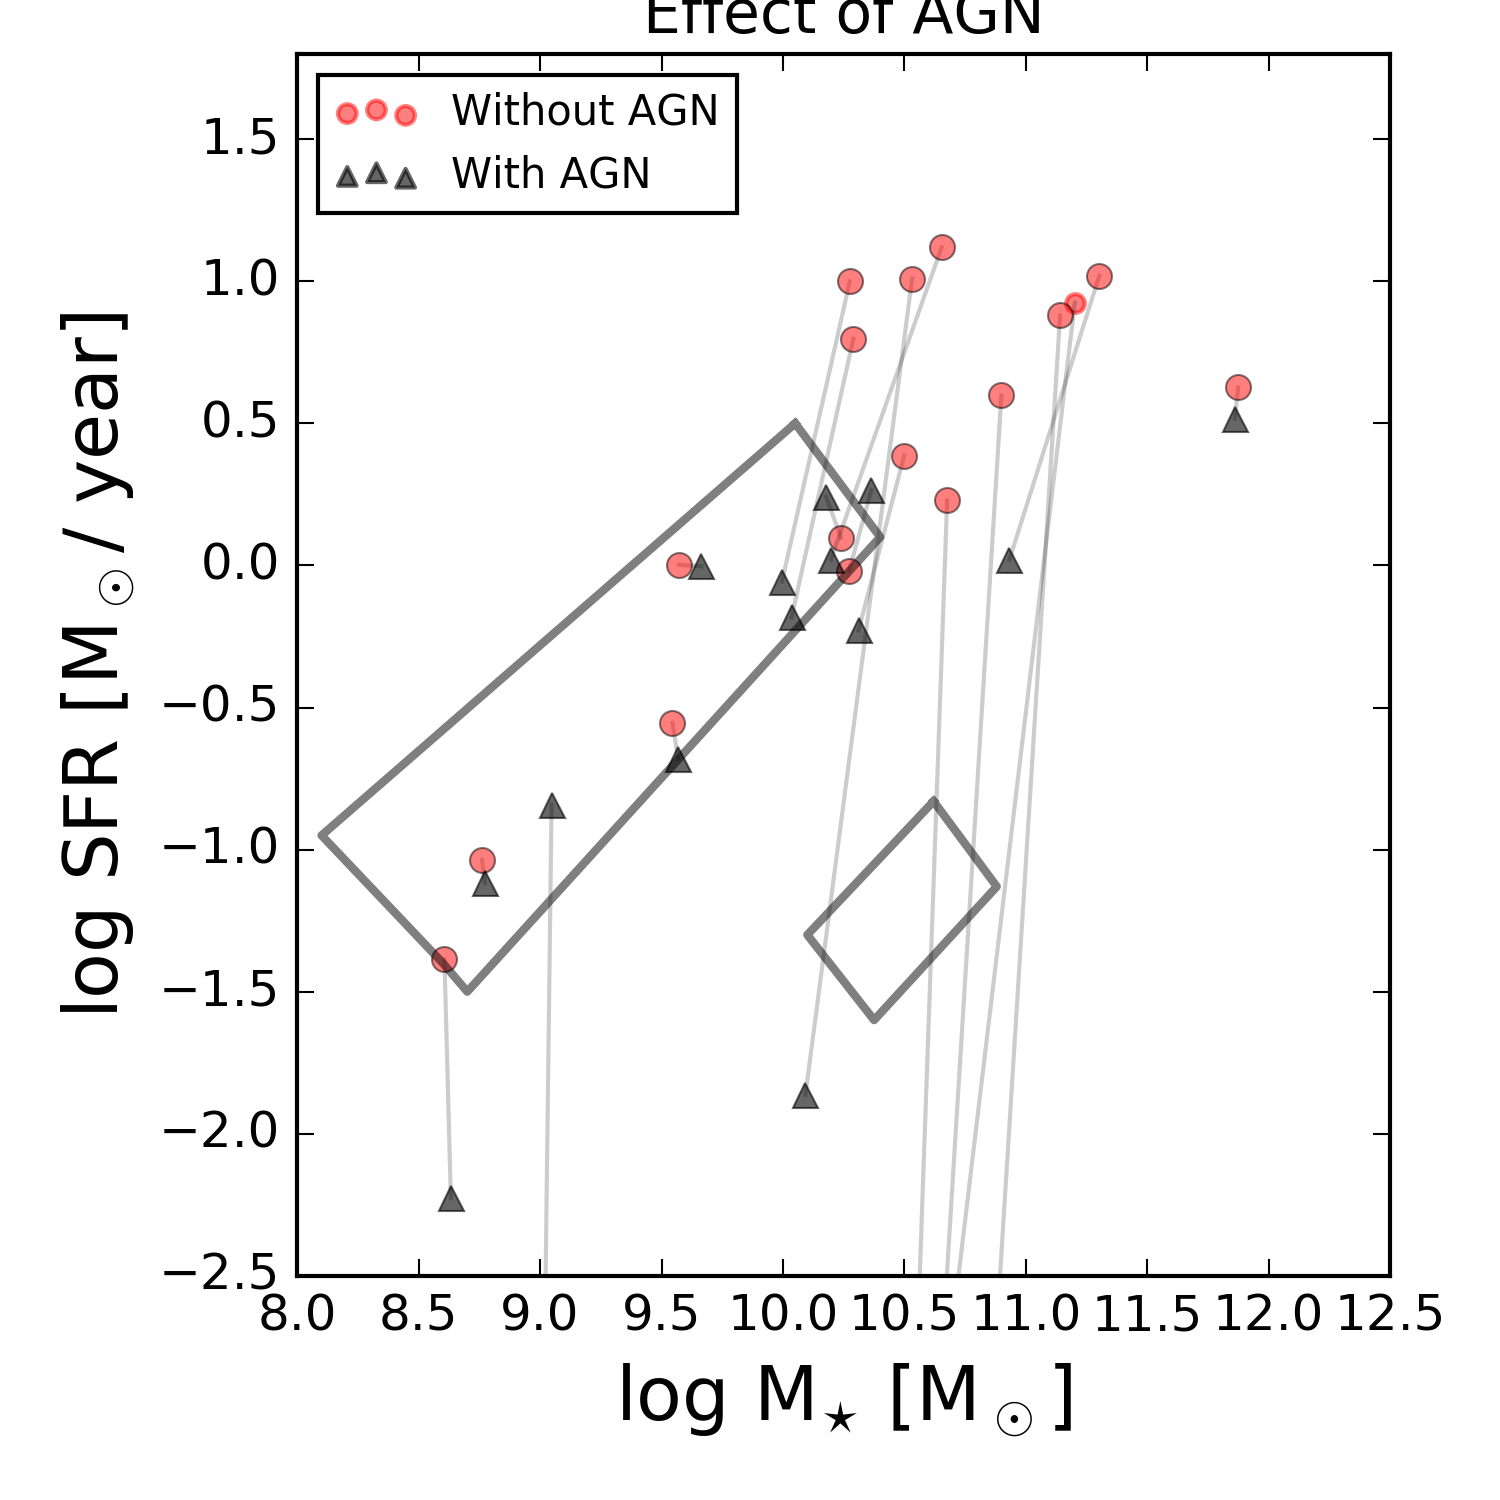 Effect of AGN
Without AGN
With AGN
1.5
1.0
0.5
0.0
−0.5
−1.0
−1.5
−2.0
−2.5
log SFR [M☉/ year]
8.0 8.5 9.0 9.5 10.0 10.5 11.0 11.5 12.0 12.5
log M★ [M☉]